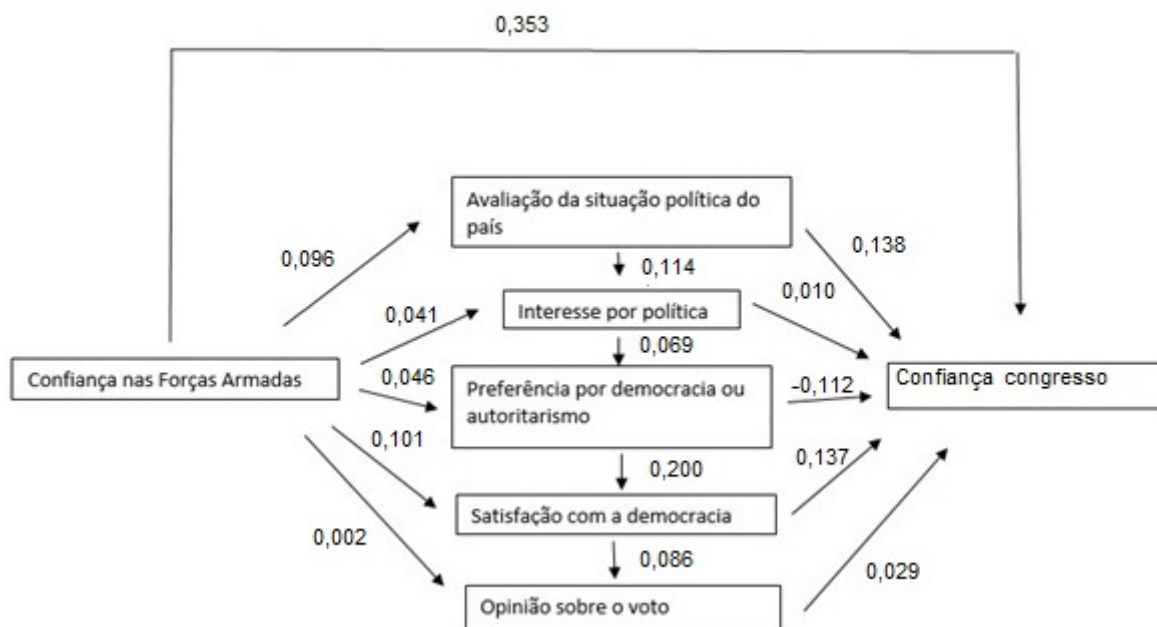 0,353
Avaliação da situação política do
país
0,096
0,138
0,114
0,010
Interesse por política
0,041
0,069
Confiança nas Forças Armadas
0,046
Preferência por democracia ou
autoritarismo
-0,112
Confiança congresso
0,101
0,200
0,137
Satisfação com a democracia
0,002
0,086
0,029
Opinião sobre o voto